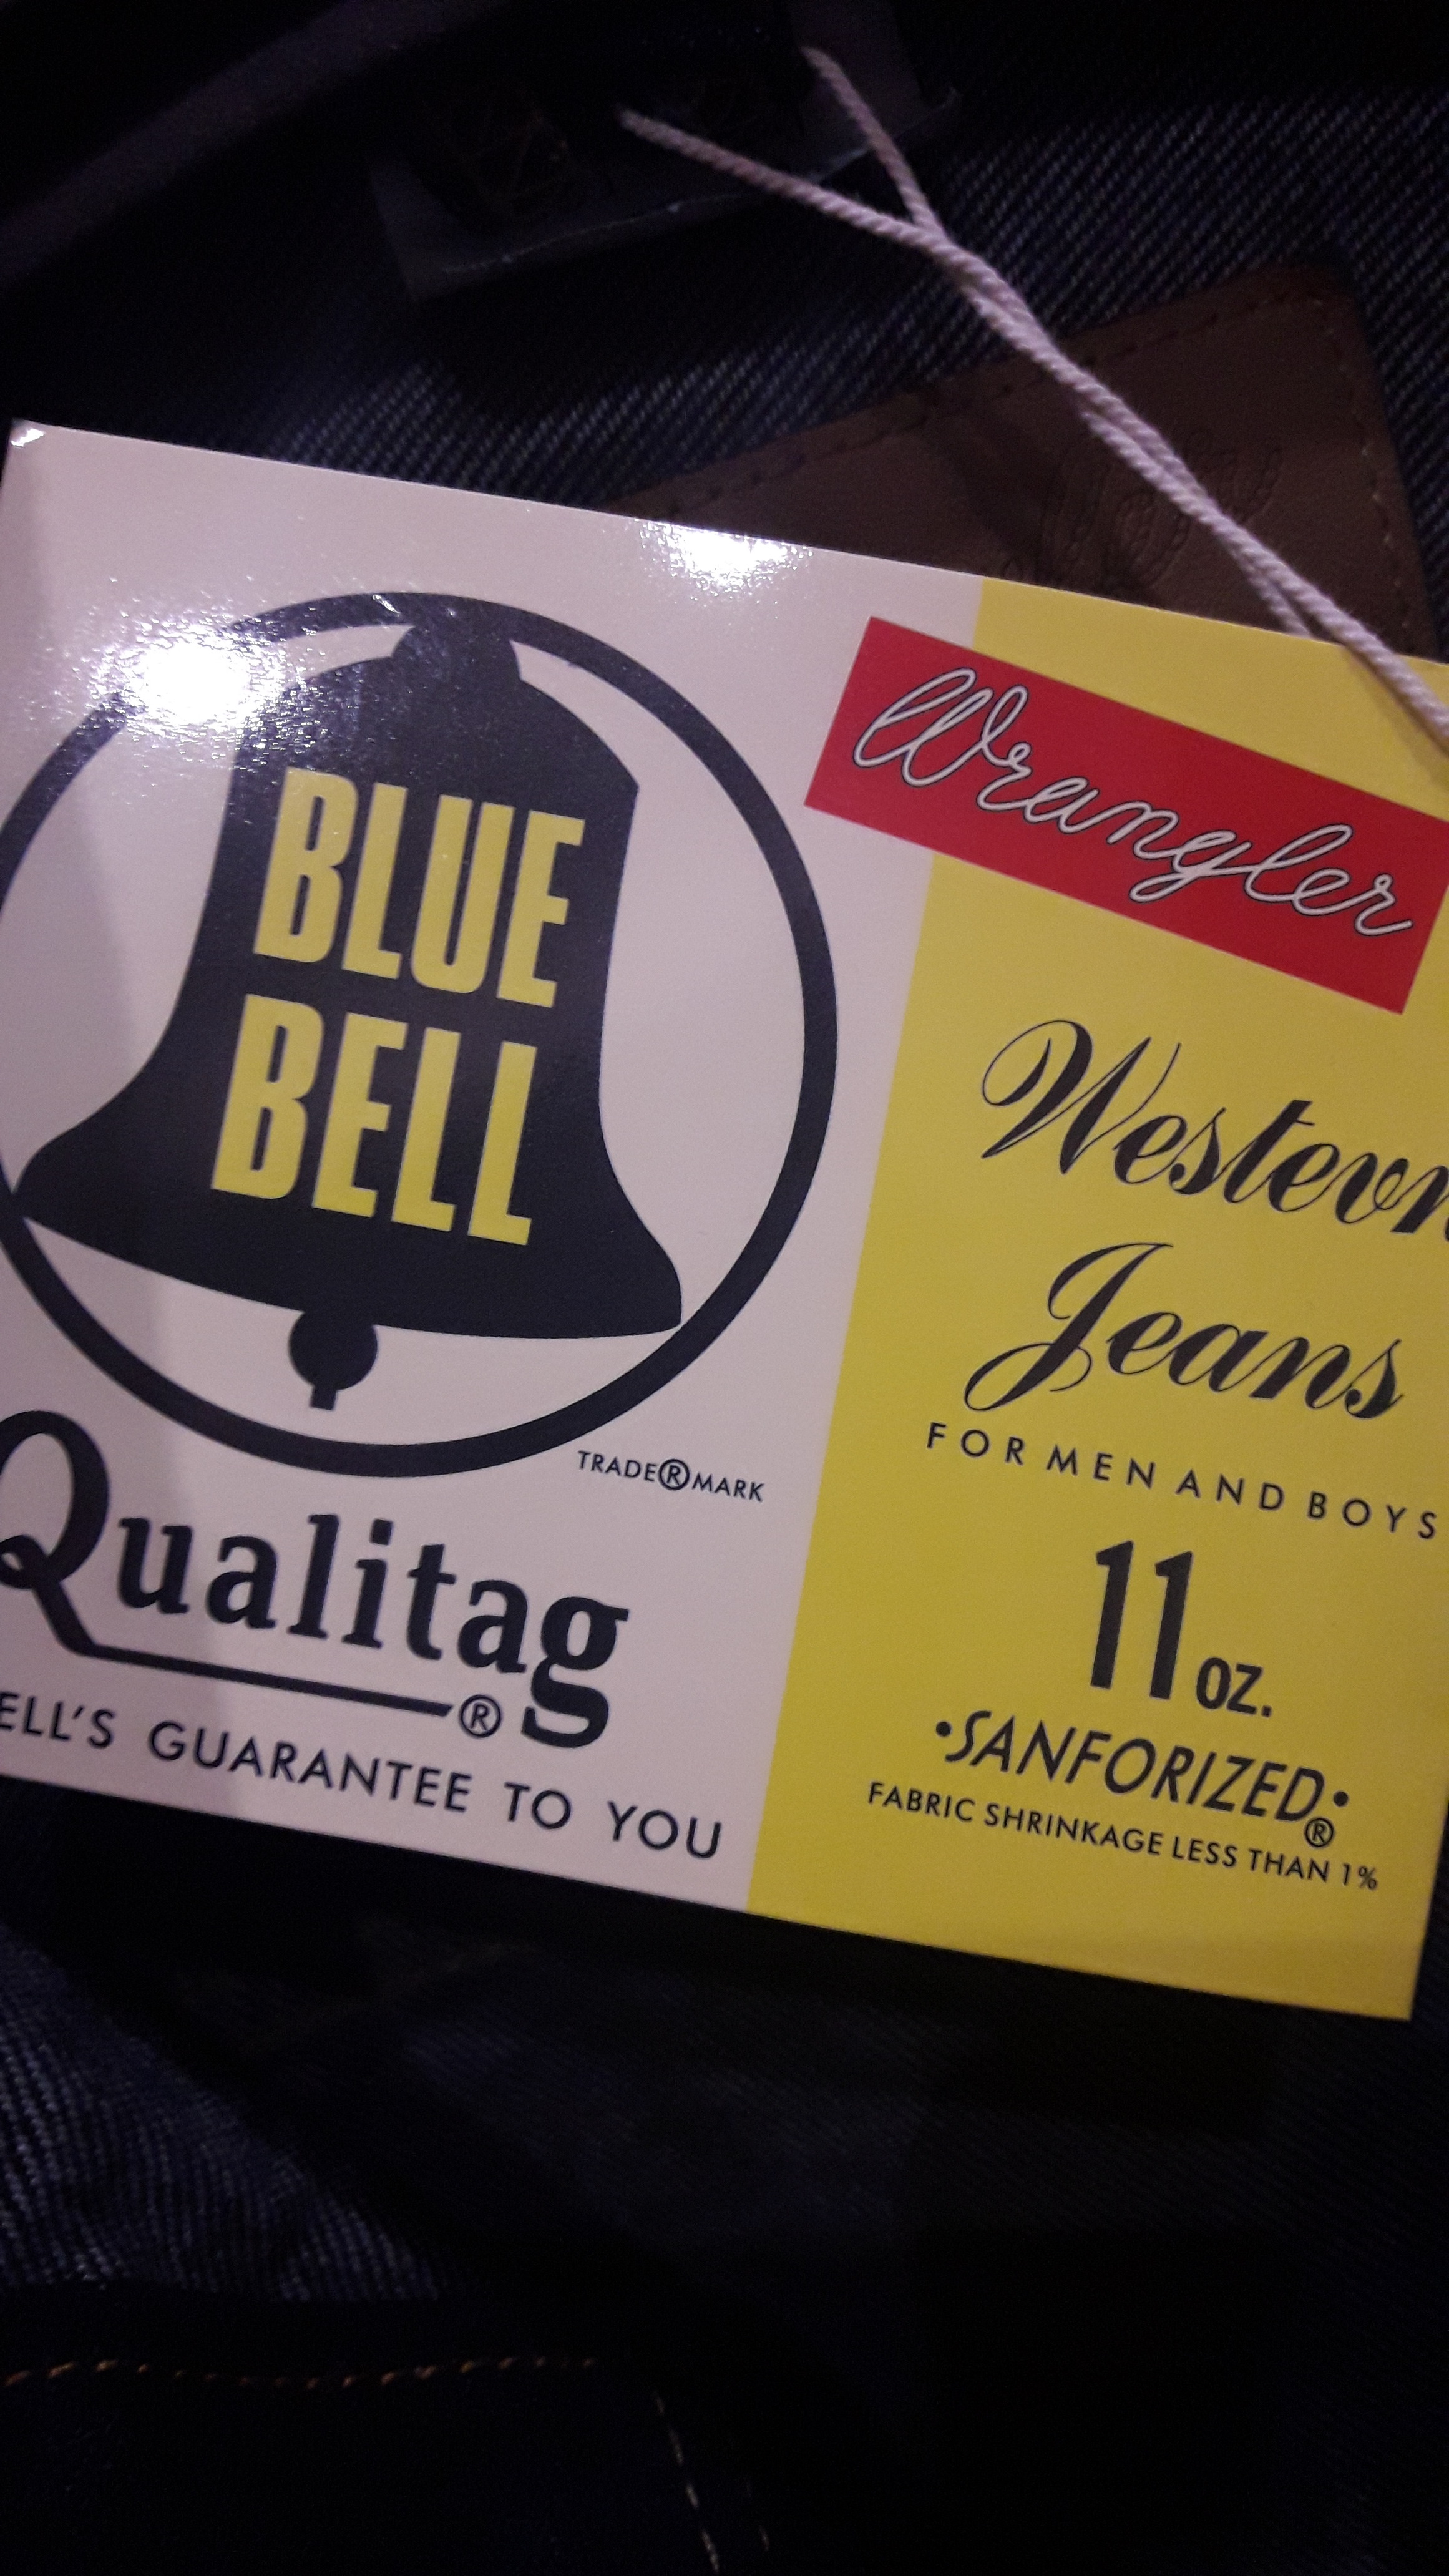 BLUE
BELL
TRADE®MARK
Qualitag
®
ELL'S GUARANTEE TO YOU
Wrangler
Western
Jeans
FOR MEN AND BOYS
11 OZ.
•SANFORIZED®•
FABRIC SHRINKAGE LESS THAN 1%